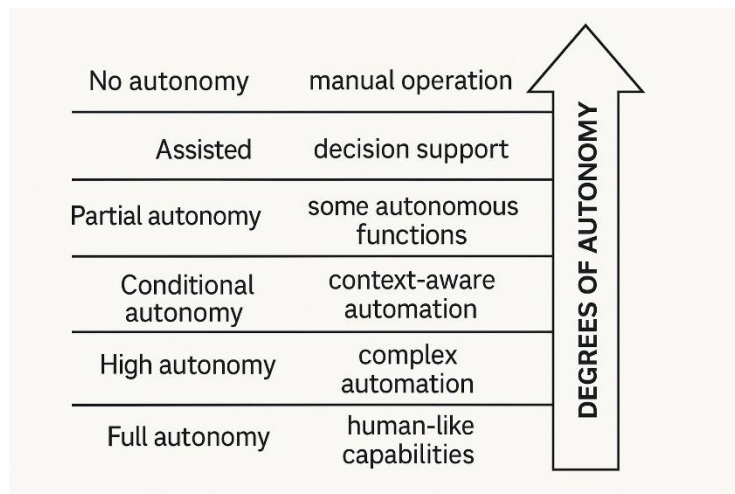 No autonomy manual operation
Assisted decision support
Partial autonomy some autonomous
functions
Conditional
autonomy context-aware
automation
High autonomy complex
automation
Full autonomy human-like
capabilities
DEGREES OF AUTONOMY